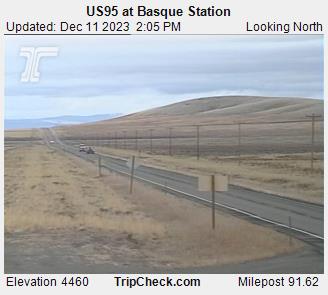 US95 at Basque Station
Updated: Dec 11 2023 2:05 PM Looking North
Elevation 4460 TripCheck.com Milepost 91.62